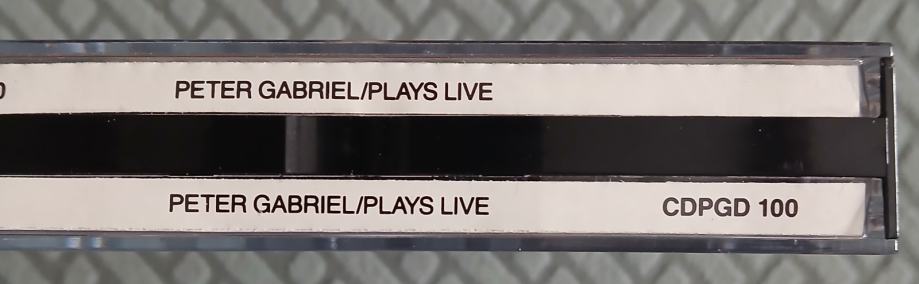 PETER GABRIEL/PLAYS LIVE
PETER GABRIEL/PLAYS LIVE CDPGD 100